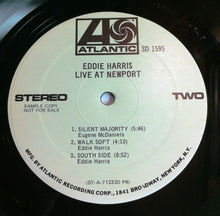 ATLANTIC
SD 1595
EDDIE HARRIS
LIVE AT NEWPORT
STEREO
TWO
SAMPLE COPY
NOT FOR SALE
1. SILENT MAJORITY (5:46)
Eugene McDaniels
2. WALK SOFT (4:10)
Eddie Harris
3. SOUTH SIDE (8:52)
Eddie Harris
(ST-A-712320 PR)
MFG. BY ATLANTIC RECORDING CORP., 1841 BROADWAY, NEW YORK, N.Y.